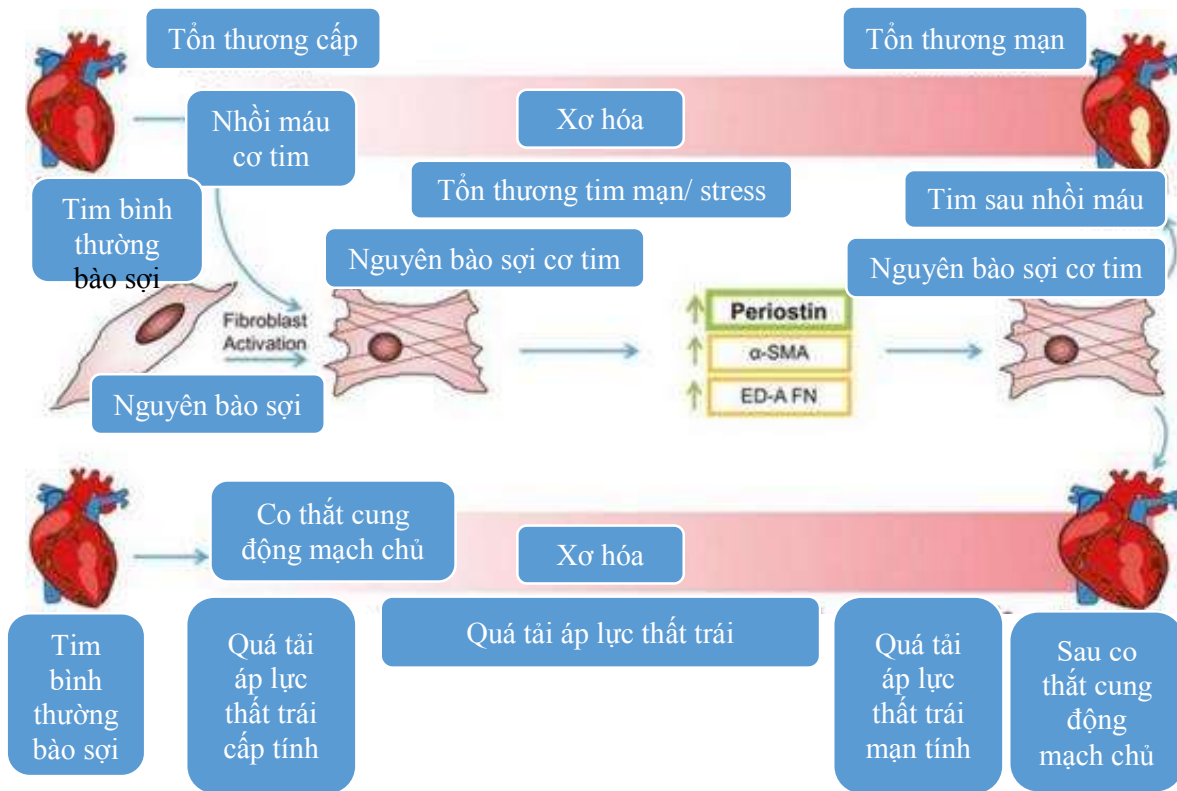 Tổn thương cấp
Tổn thương mạn
Nhồi máu
cơ tim
Xơ hóa
Tổn thương tim mạn/ stress
Tim sau nhồi máu
Tim bình
thường
bào sợi
Nguyên bào sợi cơ tim
Nguyên bào sợi cơ tim
Fibroblast
Activation
Periostin
α-SMA
ED-A FN
Nguyên bào sợi
Co thắt cung
động mạch chủ
Xơ hóa
Tim
bình
thường
bào sợi
Quá tải
áp lực
thất trái
cấp tính
Quá tải áp lực thất trái
Quá tải
áp lực
thất trái
mạn tính
Sau co
thắt cung
động
mạch chủ